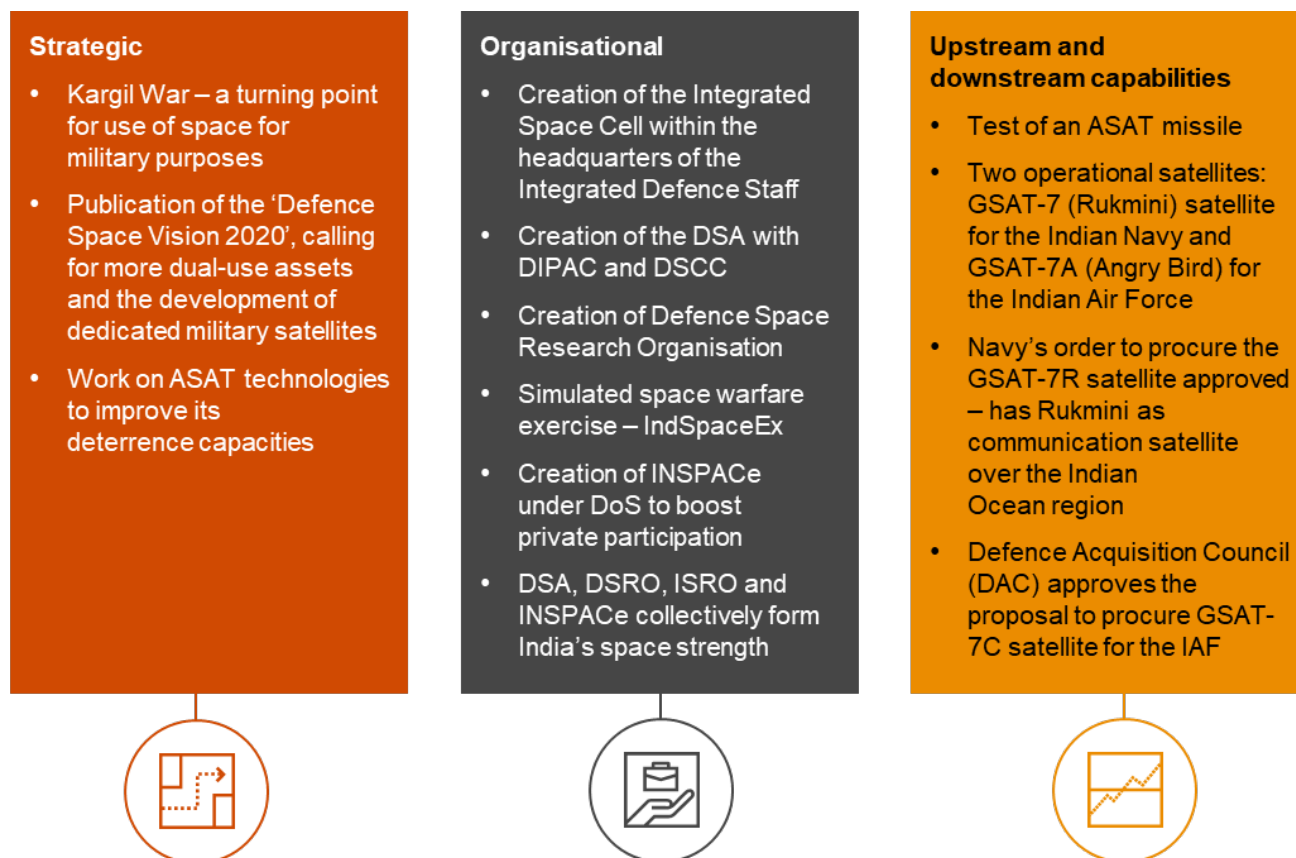 Strategic
• Kargil War – a turning point
for use of space for
military purposes
• Publication of the ‘Defence
Space Vision 2020’, calling
for more dual-use assets
and the development of
dedicated military satellites
• Work on ASAT technologies
to improve its
deterrence capacities
Organisational
• Creation of the Integrated
Space Cell within the
headquarters of the
Integrated Defence Staff
• Creation of the DSA with
DIPAC and DSCC
• Creation of Defence Space
Research Organisation
• Simulated space warfare
exercise – IndSpaceEx
• Creation of INSPACe
under DoS to boost
private participation
• DSA, DSRO, ISRO and
INSPACe collectively form
India’s space strength
Upstream and
downstream capabilities
• Test of an ASAT missile
• Two operational satellites:
GSAT-7 (Rukmini) satellite
for the Indian Navy and
GSAT-7A (Angry Bird) for
the Indian Air Force
• Navy’s order to procure the
GSAT-7R satellite approved
– has Rukmini as
communication satellite
over the Indian
Ocean region
• Defence Acquisition Council
(DAC) approves the
proposal to procure GSAT-
7C satellite for the IAF